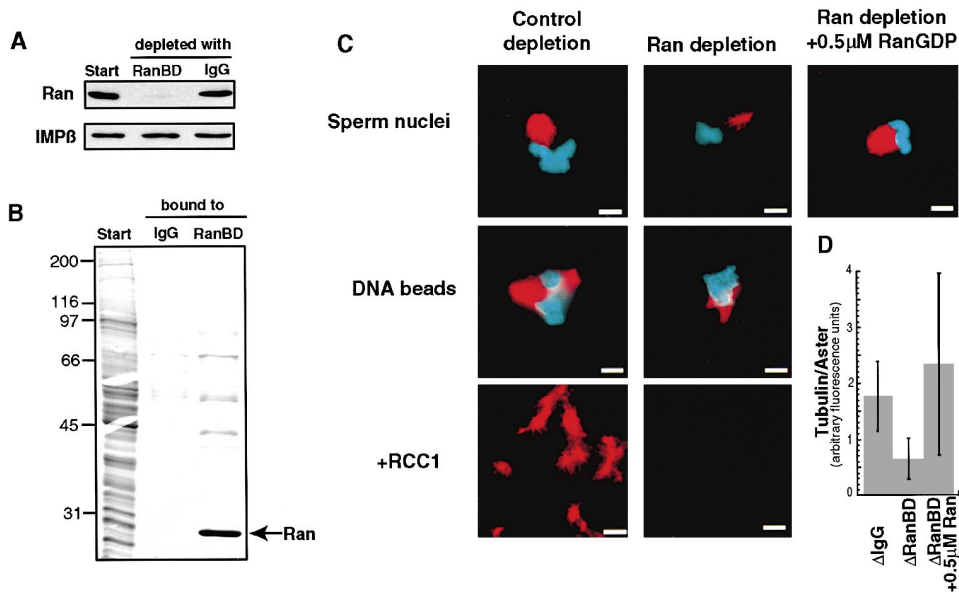 A
depleted with
Start RanBD IgG
Ran
IMPß
B
bound to
Start IgG RanBD
200
116
97
66
45
31
Ran
C
Control
depletion
Ran depletion
Ran depletion
+0.5µM RanGDP
Sperm nuclei
DNA beads
+RCC1
D
Tubulin/Aster
(arbitrary fluorescence units)
4
3
2
1
0
ΔIgG
ΔRanBD
ΔRanBD
+0.5µM Ran